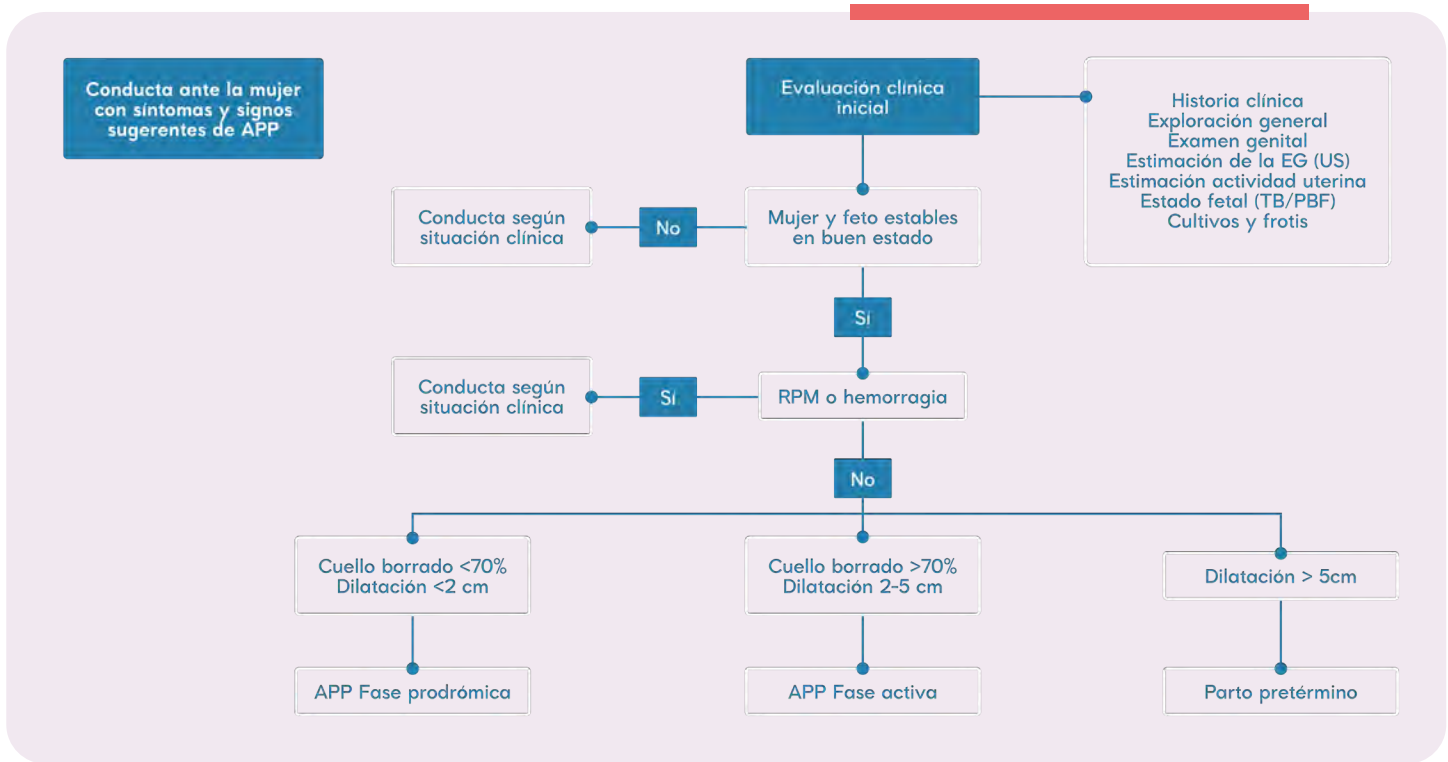 Conducta ante la mujer
con síntomas y signos
sugerentes de APP
Evaluación clínica
inicial
Historia clínica
Exploración general
Examen genital
Estimación de la EG (US)
Estimación actividad uterina
Estado fetal (TB/PBF)
Cultivos y frotis
Conducta según
situación clínica
No
Mujer y feto estables
en buen estado
Sí
Conducta según
situación clínica
Sí
RPM o hemorragia
No
Cuello borrado <70%
Dilatación <2 cm
Cuello borrado >70%
Dilatación 2-5 cm
Dilatación > 5cm
APP Fase prodrómica
APP Fase activa
Parto pretérmino